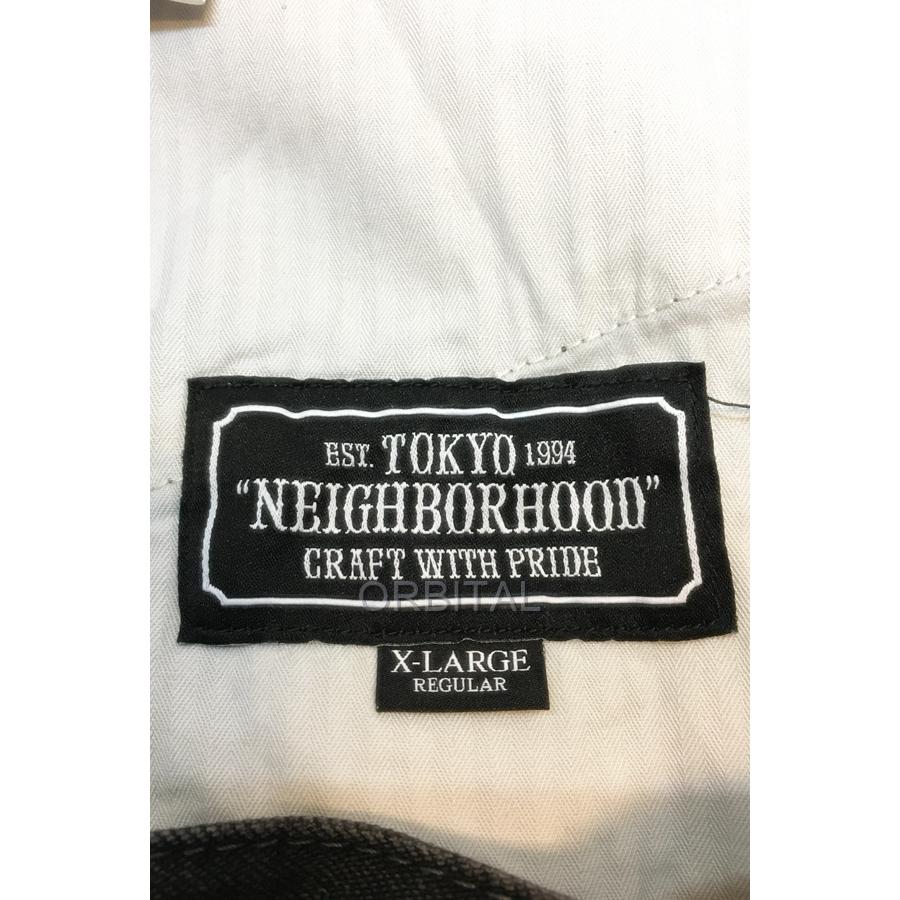 EST. TOKYO 1994
"NEIGHBORHOOD"
CRAFT WITH PRIDE
ORBITAL
X-LARGE
REGULAR